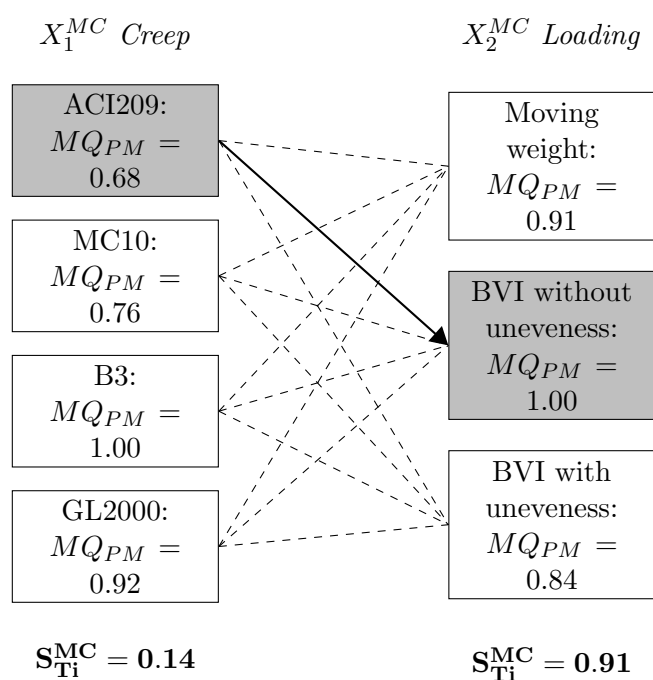 X_1^{MC} Creep
ACI209:
MQ_{PM} =
0.68
MC10:
MQ_{PM} =
0.76
B3:
MQ_{PM} =
1.00
GL2000:
MQ_{PM} =
0.92
S_{Ti}^{MC} = 0.14
X_2^{MC} Loading
Moving
weight:
MQ_{PM} =
0.91
BVI without
uneveness:
MQ_{PM} =
1.00
BVI with
uneveness:
MQ_{PM} =
0.84
S_{Ti}^{MC} = 0.91